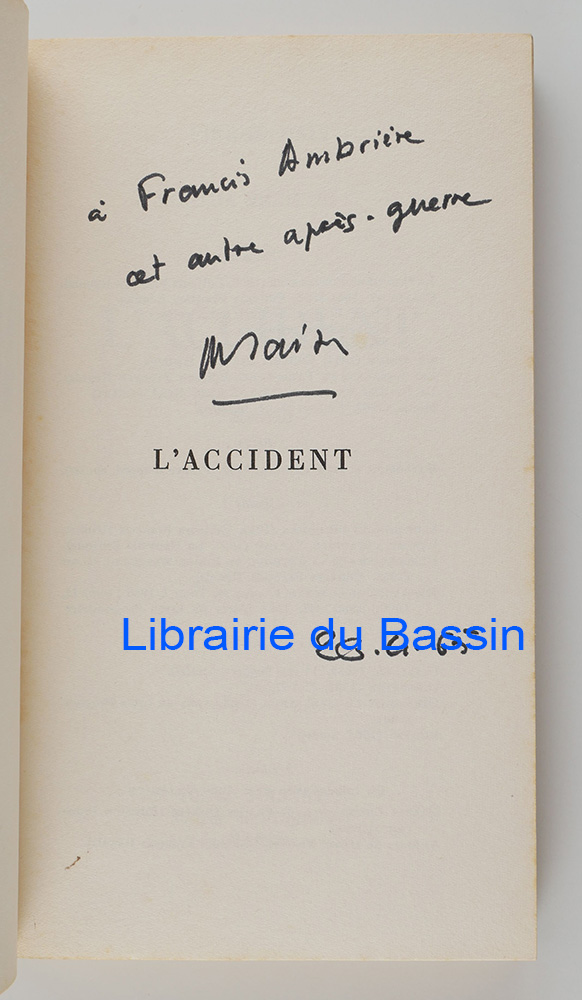 à Francis Ambrière
cet autre après-guerre
L'ACCIDENT
Librairie du Bassin